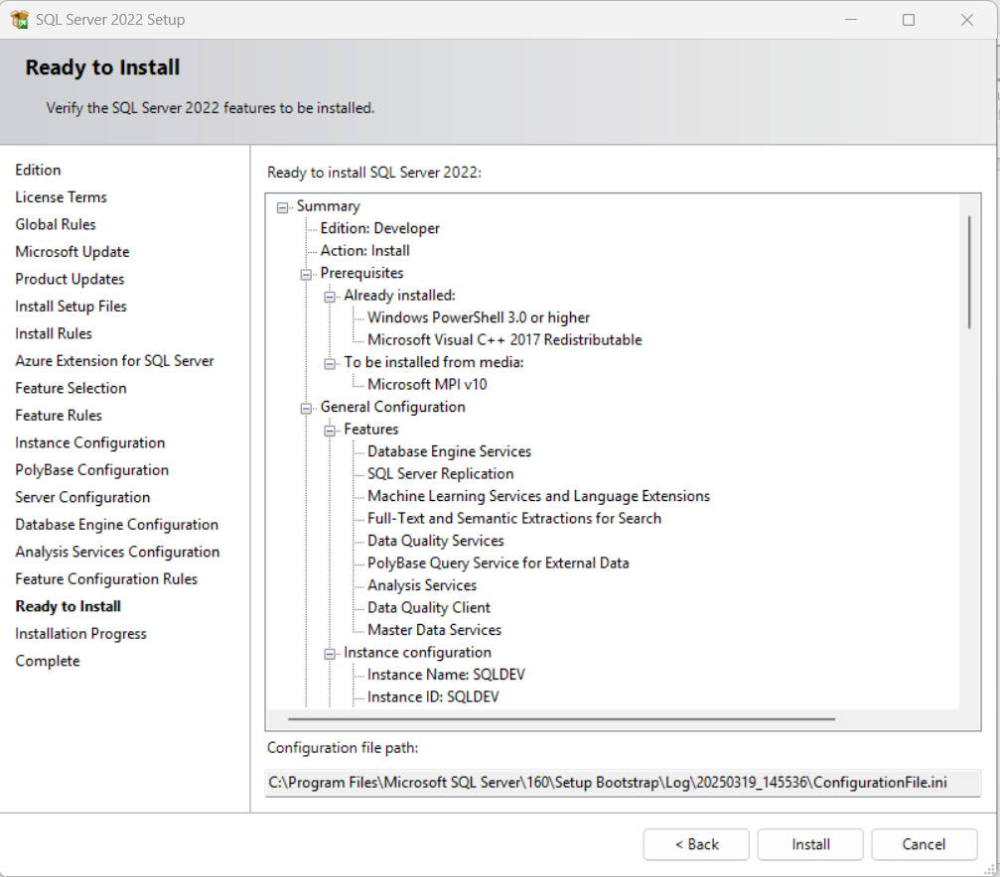 SQL Server 2022 Setup
Ready to Install
Verify the SQL Server 2022 features to be installed.
Edition
License Terms
Global Rules
Microsoft Update
Product Updates
Install Setup Files
Install Rules
Azure Extension for SQL Server
Feature Selection
Feature Rules
Instance Configuration
PolyBase Configuration
Server Configuration
Database Engine Configuration
Analysis Services Configuration
Feature Configuration Rules
Ready to Install
Installation Progress
Complete
Ready to install SQL Server 2022:
Summary
Edition: Developer
Action: Install
Prerequisites
Already installed:
Windows PowerShell 3.0 or higher
Microsoft Visual C++ 2017 Redistributable
To be installed from media:
Microsoft MPI v10
General Configuration
Features
Database Engine Services
SQL Server Replication
Machine Learning Services and Language Extensions
Full-Text and Semantic Extractions for Search
Data Quality Services
PolyBase Query Service for External Data
Analysis Services
Data Quality Client
Master Data Services
Instance configuration
Instance Name: SQLDEV
Instance ID: SQLDEV
Configuration file path:
C:\Program Files\Microsoft SQL Server\160\Setup Bootstrap\Log\20250319_145536\ConfigurationFile.ini
< Back
Install
Cancel